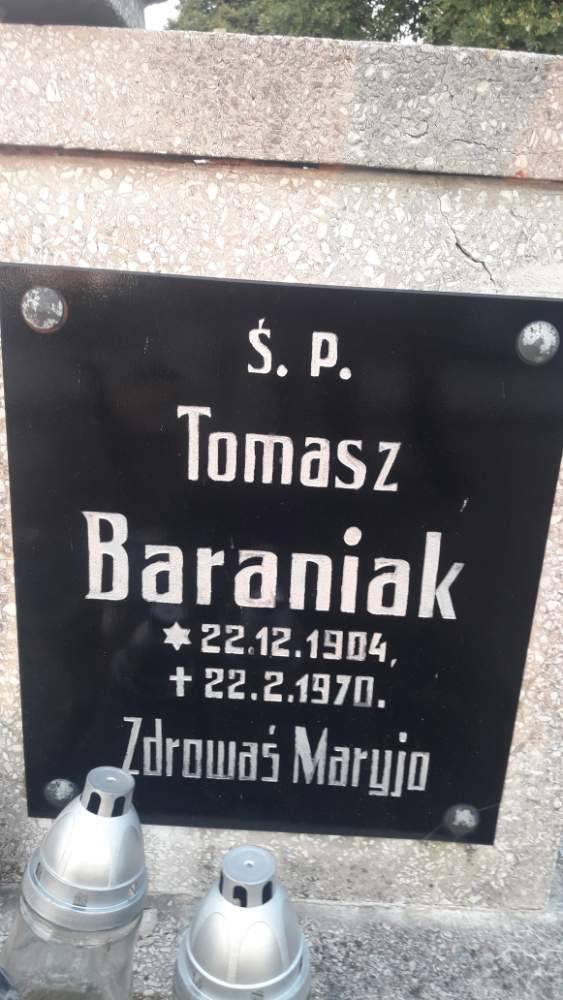 Ś. P.
Tomasz
Baraniak
✶ 22.12.1904,
✝ 22.2.1970.
Zdrowaś Maryjo